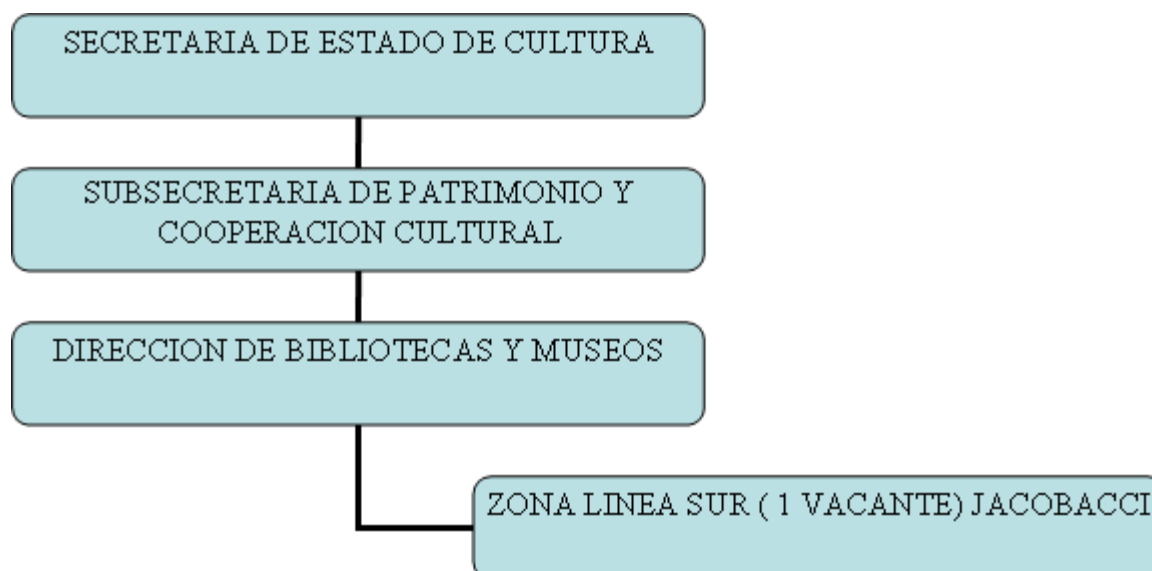 SECRETARIA DE ESTADO DE CULTURA
SUBSECRETARIA DE PATRIMONIO Y
COOPERACION CULTURAL
DIRECCION DE BIBLIOTECAS Y MUSEOS
ZONA LINEA SUR ( 1 VACANTE) JACOBACCI